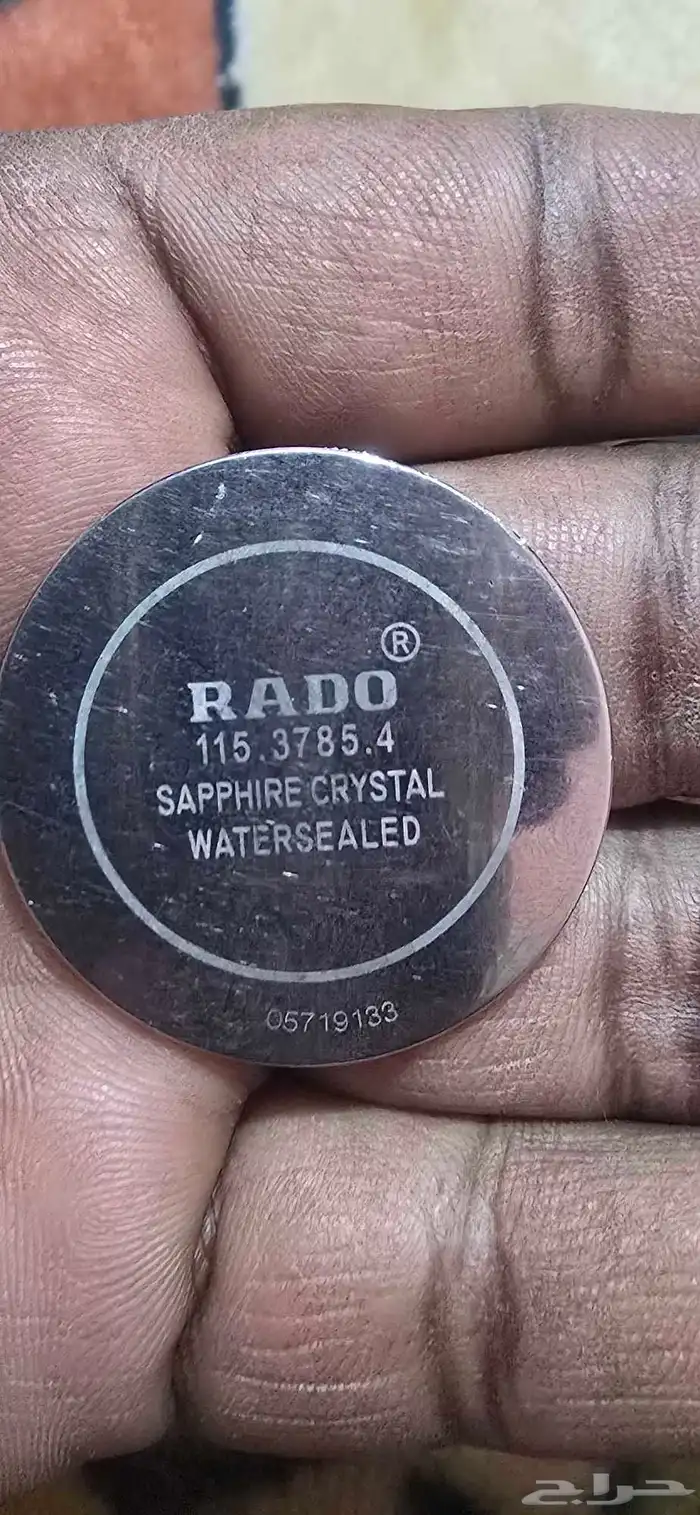 ®
RADO
115.3785.4
SAPPHIRE CRYSTAL
WATERSEALED
05719133
حراج